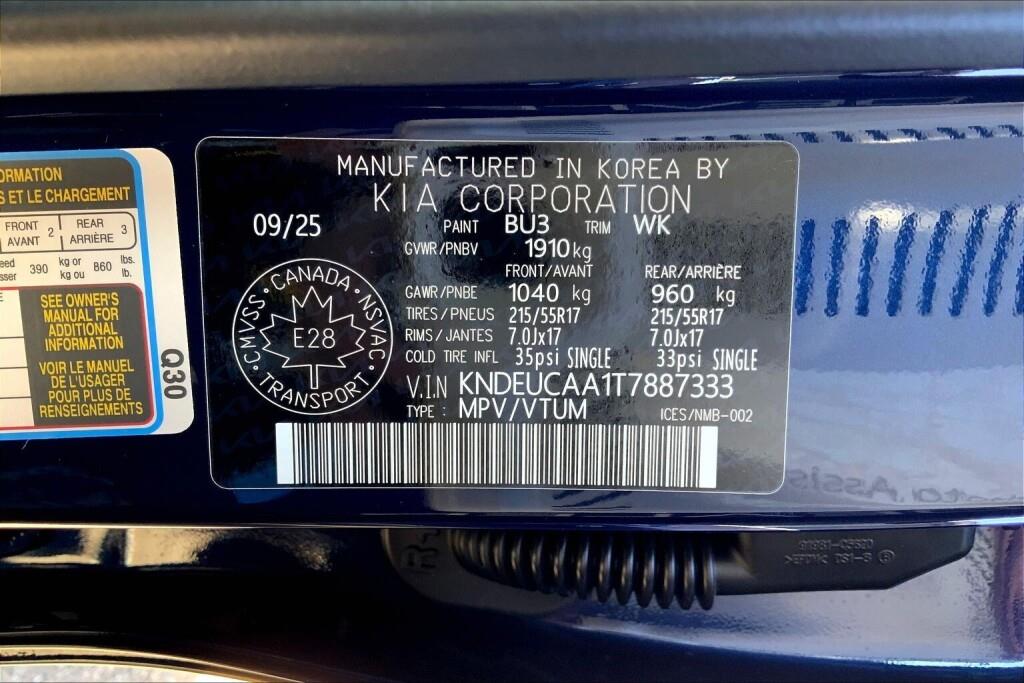 ORMATION
S ET LE CHARGEMENT
FRONT 2 REAR 3
AVANT ARRIÈRE
eed
sser 390 kg or
kg ou 860 lbs.
lb.
SEE OWNER'S
MANUAL FOR
ADDITIONAL
INFORMATION
VOIR LE MANUEL
DE L'USAGER
POUR PLUS DE
RENSEIGNEMENTS
Q30
MANUFACTURED IN KOREA BY
KIA CORPORATION
09/25 PAINT BU3 TRIM WK
GVWR/PNBV 1910kg
FRONT/AVANT REAR/ARRIÈRE
GAWR/PNBE 1040 kg 960 kg
TIRES/PNEUS 215/55R17 215/55R17
RIMS/JANTES 7.0Jx17 7.0Jx17
COLD TIRE INFL 35psi SINGLE 33psi SINGLE
V.I.N KNDEUCAA1T7887333
TYPE : MPV/VTUM ICES/NMB-002
CANADA
CMVSS NSVAC
E28
TRANSPORT